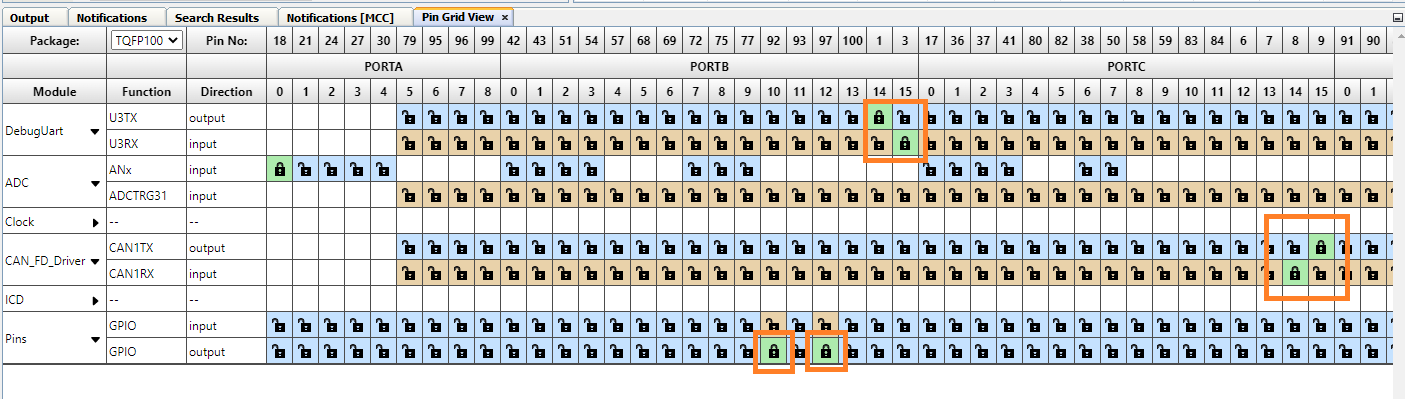 Output Notifications Search Results Notifications [MCC] Pin Grid View ×
Package: TQFP100 Pin No: 18 21 24 27 30 79 95 96 99 42 43 51 54 57 68 69 72 75 77 92 93 97 100 1 3 17 36 37 41 80 82 38 50 58 59 83 84 6 7 8 9 91 90
PORTA PORTB PORTC
Module Function Direction 0 1 2 3 4 5 6 7 8 0 1 2 3 4 5 6 7 8 9 10 11 12 13 14 15 0 1 2 3 4 5 6 7 8 9 10 11 12 13 14 15 0 1
DebugUart
U3TX output
U3RX input
ADC
ANx input
ADCTRG31 input
Clock -- --
CAN_FD_Driver
CAN1TX output
CAN1RX input
ICD -- --
Pins
GPIO input
GPIO output